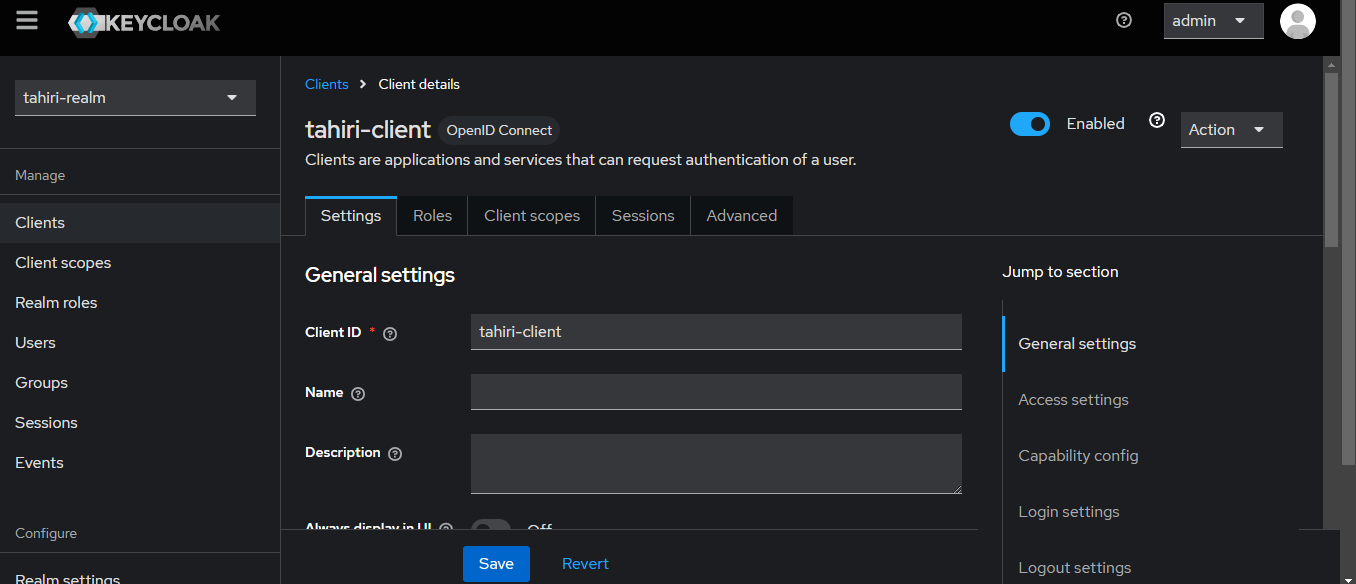 KEYCLOAK
admin
tahiri-realm
Manage
Clients
Client scopes
Realm roles
Users
Groups
Sessions
Events
Configure
Realm settings
Clients > Client details
tahiri-client OpenID Connect
Enabled
Action
Clients are applications and services that can request authentication of a user.
Settings Roles Client scopes Sessions Advanced
General settings
Client ID * tahiri-client
Name
Description
Always display in UI Off
Save Revert
Jump to section
General settings
Access settings
Capability config
Login settings
Logout settings